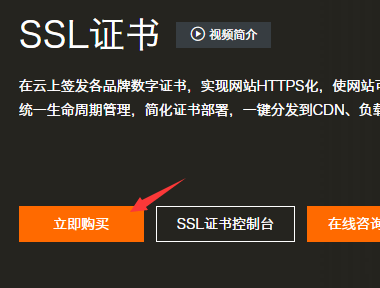 SSL证书 视频简介
在云上签发各品牌数字证书，实现网站HTTPS化，使网站
统一生命周期管理，简化证书部署，一键分发到CDN、负载
立即购买 SSL证书控制台 在线咨询